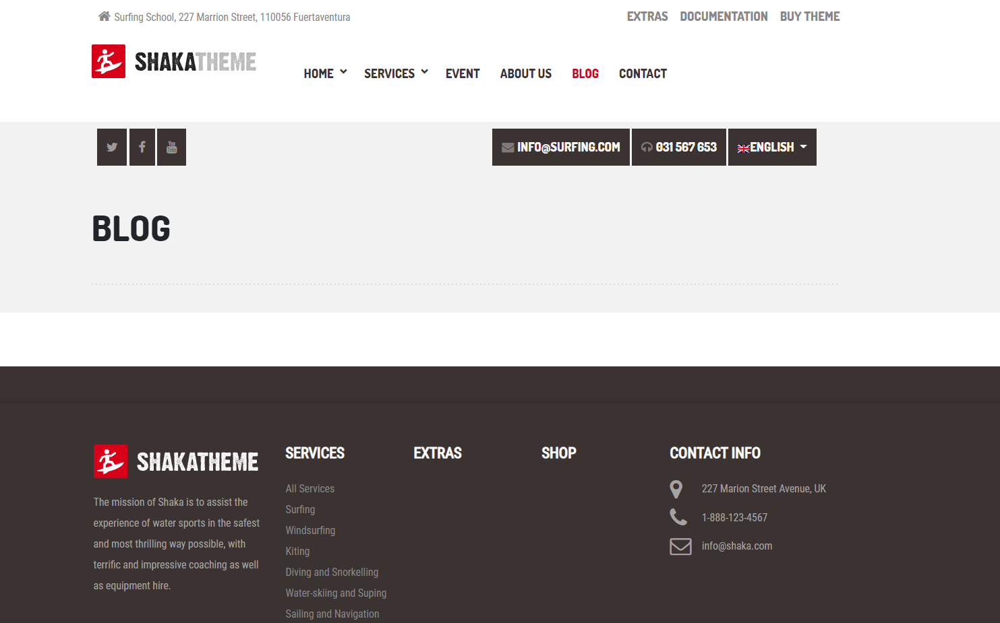 Surfing School, 227 Marrion Street, 110056 Fuertaventura
EXTRAS DOCUMENTATION BUY THEME
SHAKATHEME
HOME SERVICES EVENT ABOUT US BLOG CONTACT
You Tube
INFO@SURFING.COM 031 567 653 ENGLISH
BLOG
SHAKATHEME
The mission of Shaka is to assist the
experience of water sports in the safest
and most thrilling way possible, with
terrific and impressive coaching as well
as equipment hire.
SERVICES
All Services
Surfing
Windsurfing
Kiting
Diving and Snorkelling
Water-skiing and Suping
Sailing and Navigation
EXTRAS
SHOP
CONTACT INFO
227 Marion Street Avenue, UK
1-888-123-4567
info@shaka.com